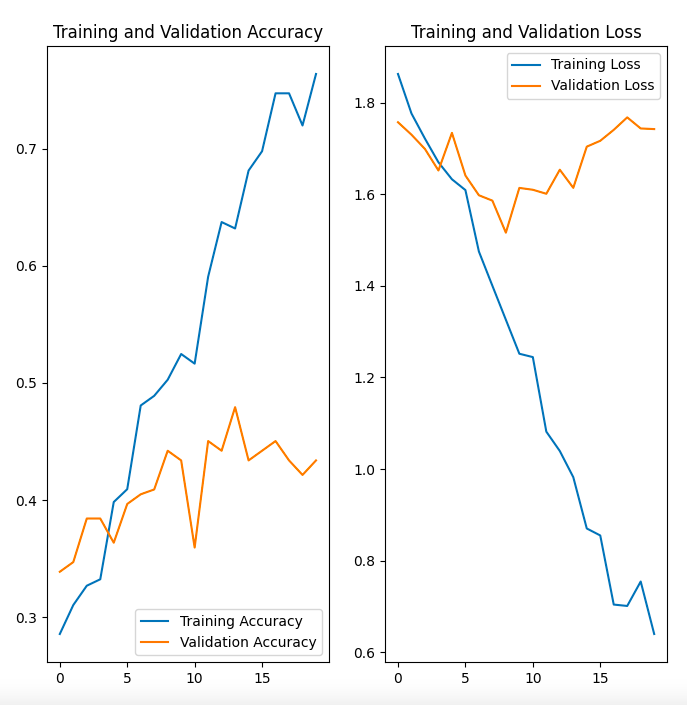 Training and Validation Accuracy
0.7
0.6
0.5
0.4
0.3
0 5 10 15
Training Accuracy
Validation Accuracy
Training and Validation Loss
1.8
1.6
1.4
1.2
1.0
0.8
0.6
0 5 10 15
Training Loss
Validation Loss